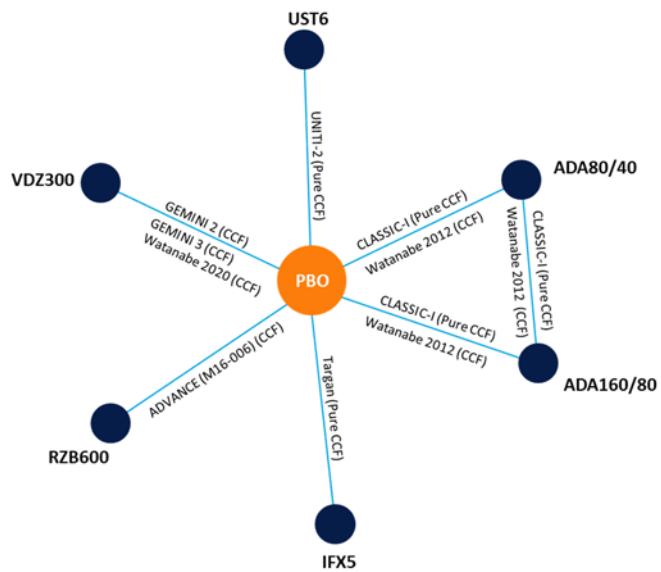 UST6
UNITI-2 (Pure CCF)
VDZ300
ADA80/40
GEMINI 2 (CCF)
GEMINI 3 (CCF)
Watanabe 2020 (CCF)
CLASSIC-I (Pure CCF)
Watanabe 2012 (CCF)
CLASSIC-I (Pure CCF)
Watanabe 2012 (CCF)
PBO
CLASSIC-I (Pure CCF)
Watanabe 2012 (CCF)
ADVANCE (M16-006) (CCF)
Targan (Pure CCF)
ADA160/80
RZB600
IFX5